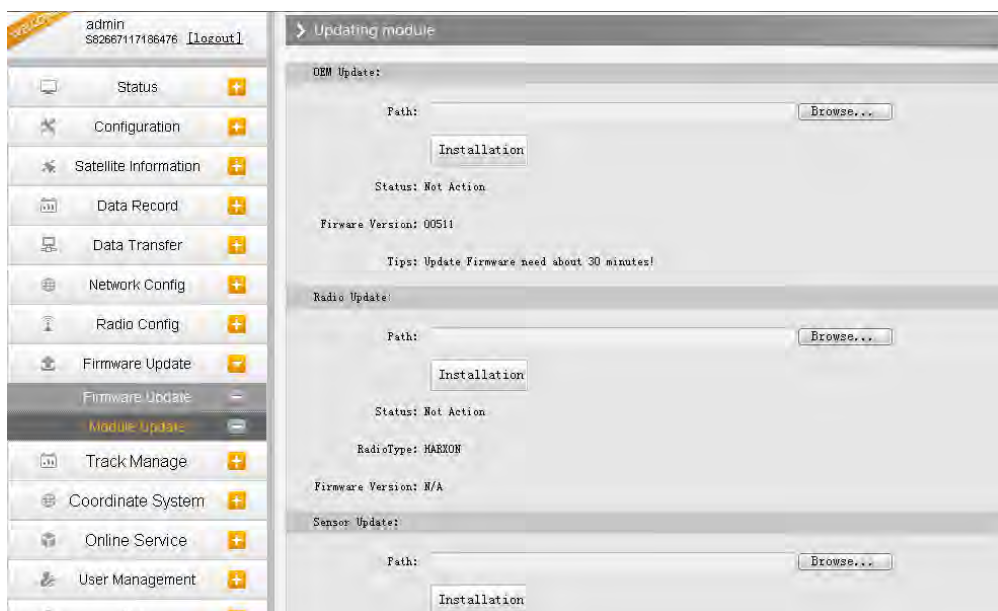 admin
S82667117186476 [logout]
Status
Configuration
Satellite Information
Data Record
Data Transfer
Network Config
Radio Config
Firmware Update
Firmware Update
Module Update
Track Manage
Coordinate System
Online Service
User Management
Updating module
OEM Update:
Path: Browse...
Installation
Status: Not Action
Firware Version: 00511
Tips: Update Firmware need about 30 minutes!
Radio Update:
Path: Browse...
Installation
Status: Not Action
RadioType: HARXON
Firmware Version: N/A
Sensor Update:
Path: Browse...
Installation